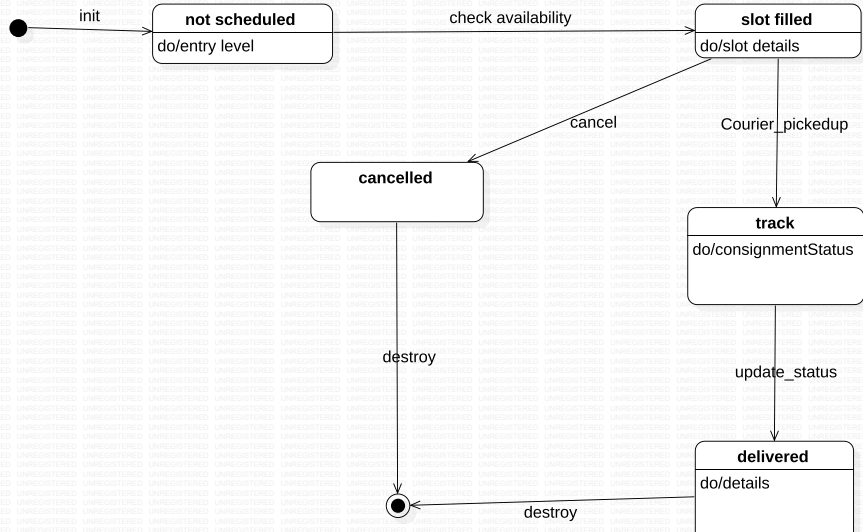 init
not scheduled
do/entry level
check availability
slot filled
do/slot details
cancel
Courier_pickedup
cancelled
track
do/consignmentStatus
destroy
update_status
delivered
do/details
destroy
UNREGISTERED